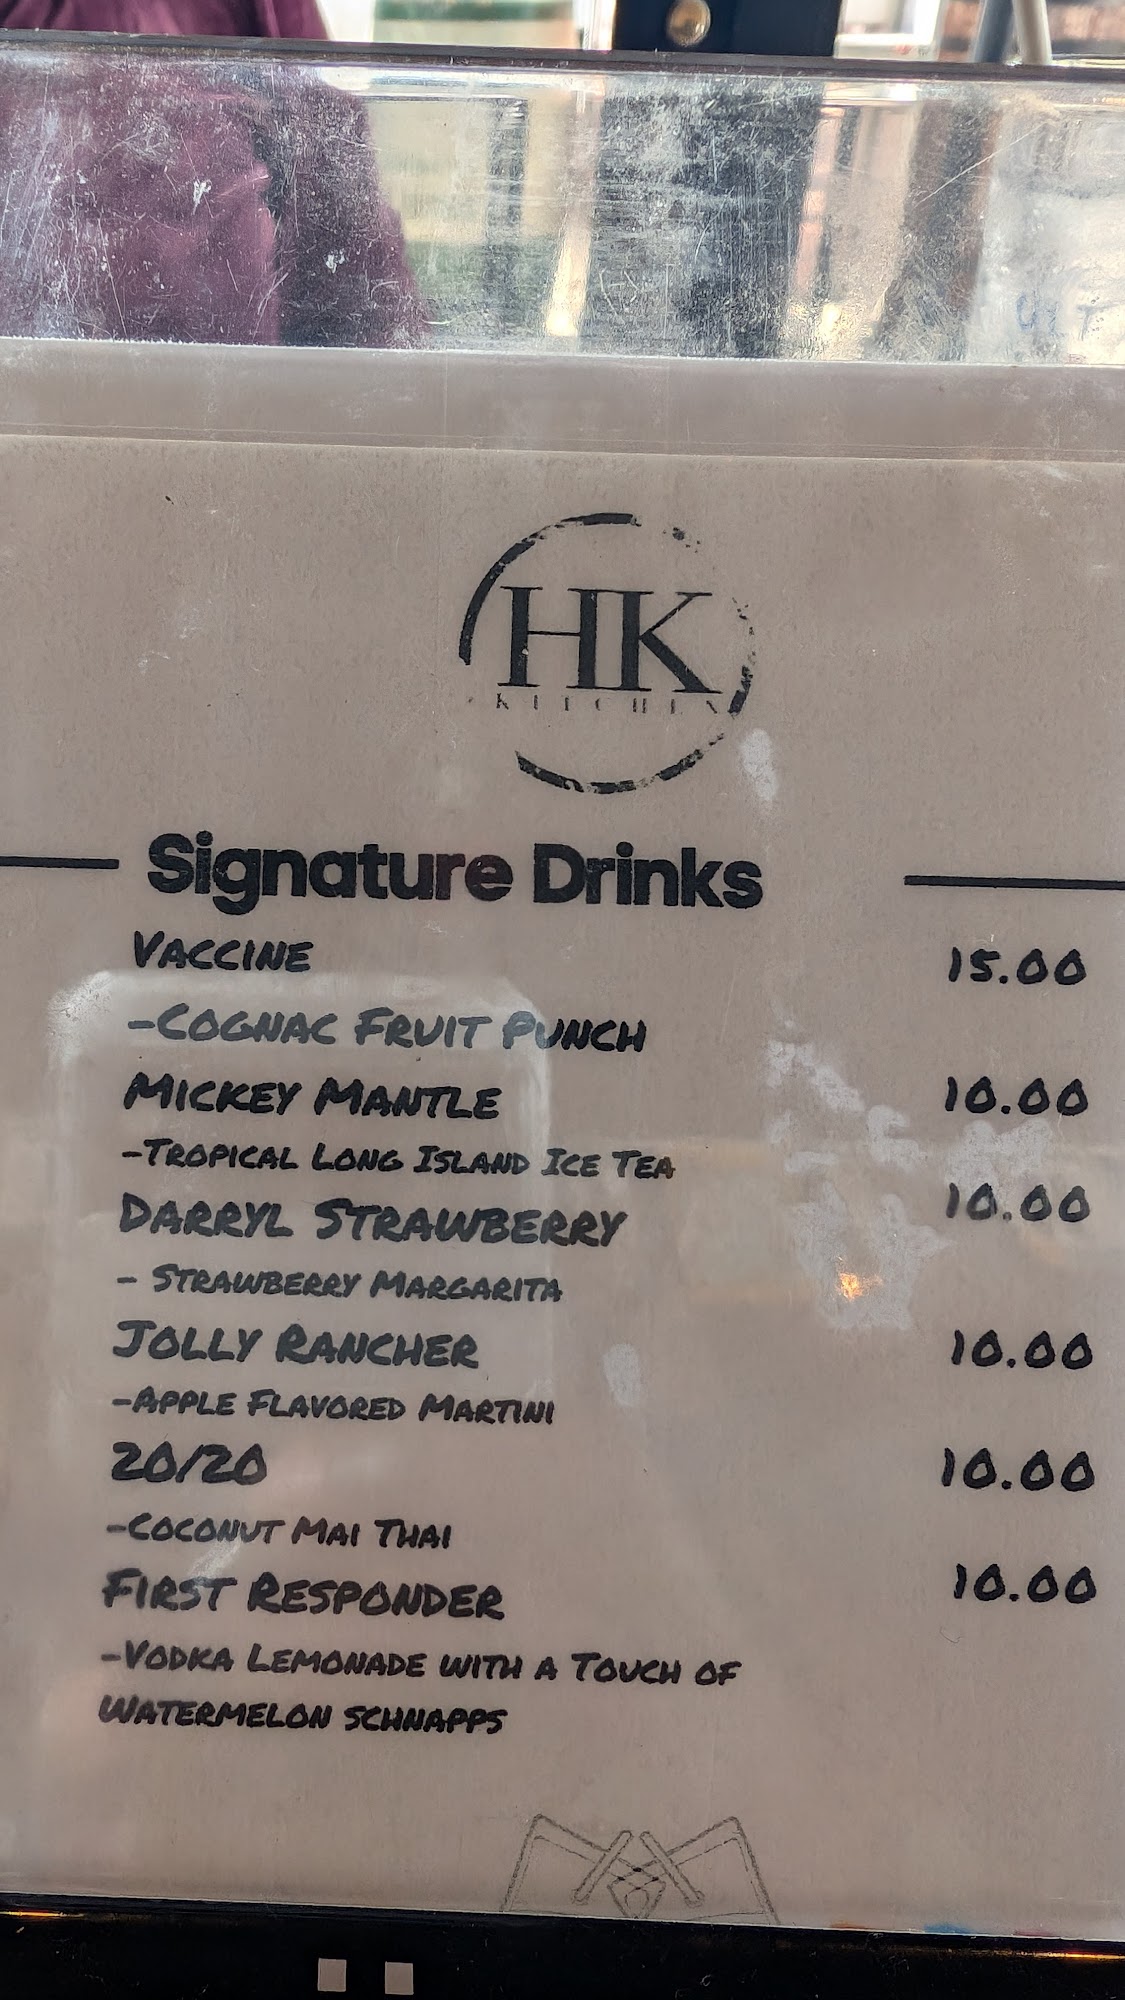 HK
KITCHEN
Signature Drinks
VACCINE 15.00
-COGNAC FRUIT PUNCH
MICKEY MANTLE 10.00
-TROPICAL LONG ISLAND ICE TEA
DARRYL STRAWBERRY 10.00
- STRAWBERRY MARGARITA
JOLLY RANCHER 10.00
-APPLE FLAVORED MARTINI
20/20 10.00
-COCONUT MAI THAI
FIRST RESPONDER 10.00
-VODKA LEMONADE WITH A TOUCH OF
WATERMELON SCHNAPPS